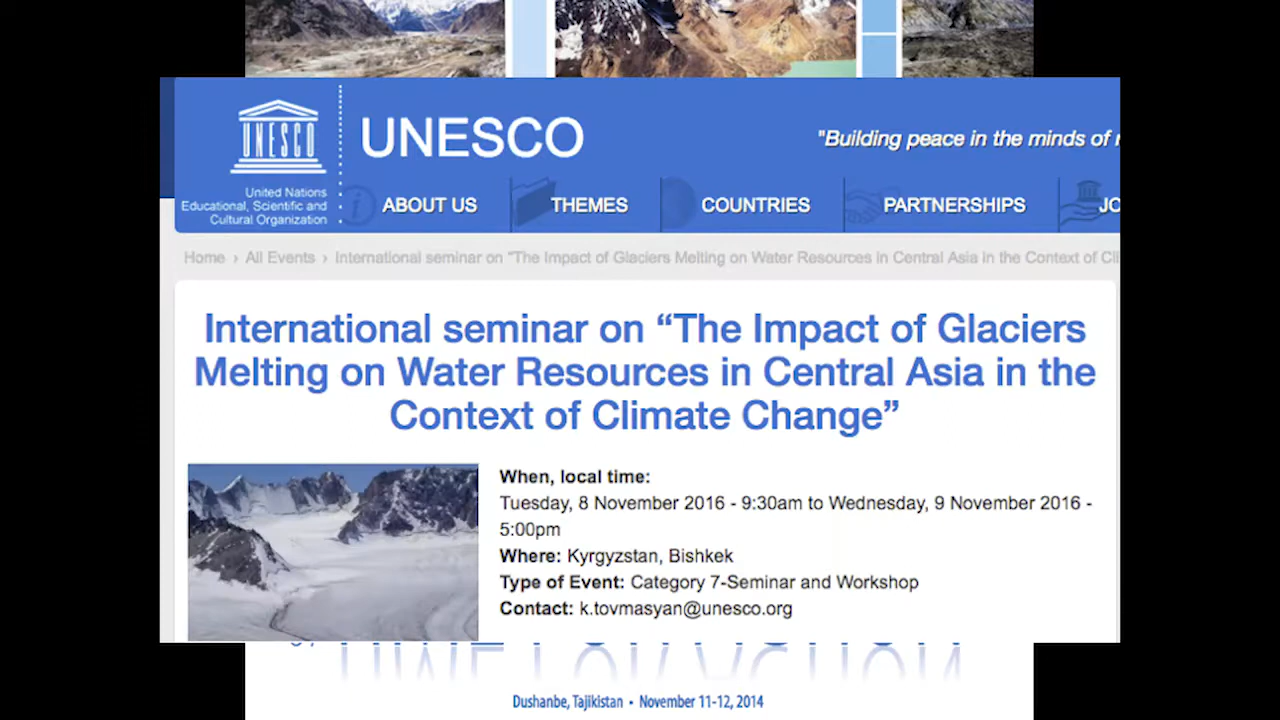 UNESCO
UNESCO
"Building peace in the minds of
United Nations
Educational, Scientific and
Cultural Organization
ABOUT US
THEMES
COUNTRIES
PARTNERSHIPS
JO
Home › All Events › International seminar on “The Impact of Glaciers Melting on Water Resources in Central Asia in the Context of Cli
International seminar on “The Impact of Glaciers
Melting on Water Resources in Central Asia in the
Context of Climate Change”
When, local time:
Tuesday, 8 November 2016 - 9:30am to Wednesday, 9 November 2016 -
5:00pm
Where: Kyrgyzstan, Bishkek
Type of Event: Category 7-Seminar and Workshop
Contact: k.tovmasyan@unesco.org
Dushanbe, Tajikistan • November 11-12, 2014